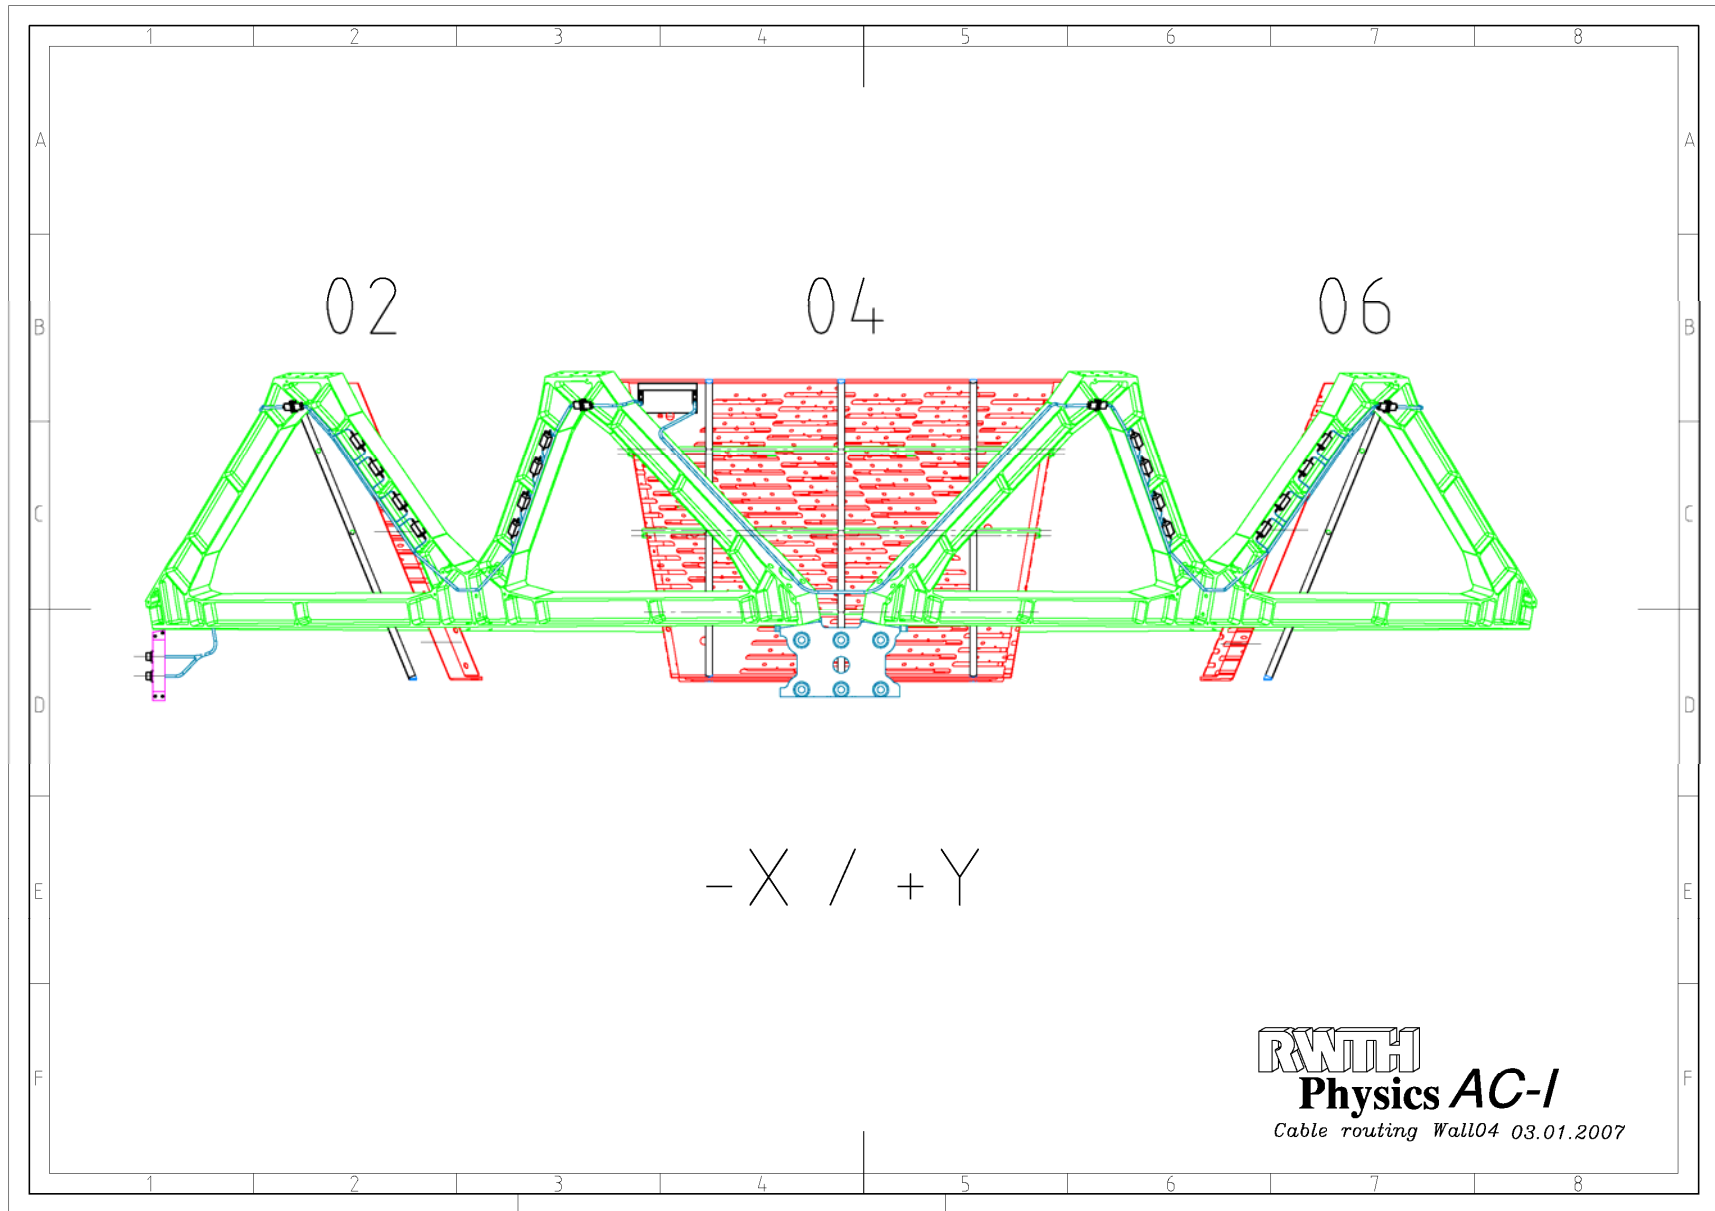 1 2 3 4 5 6 7 8
A A
02 04 06
B B
C C
D D
-X / +Y
E E
RWTH
F F
Physics AC-I
Cable routing Wall04 03.01.2007
1 2 3 4 5 6 7 8